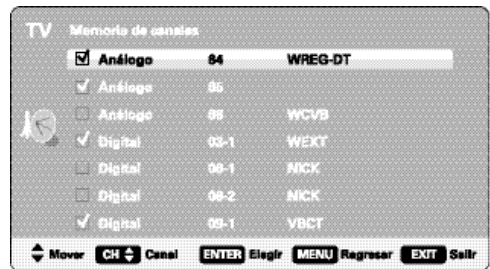 TV Memoria de canales
Análogo 84 WREG-DT
Análogo 85
Análogo 86 WCVB
Digital 03-1 WEXT
Digital 08-1 NICK
Digital 08-2 NICK
Digital 09-1 VBCT
Mover CH Canal ENTER Elegir MENU Regresar EXIT Salir